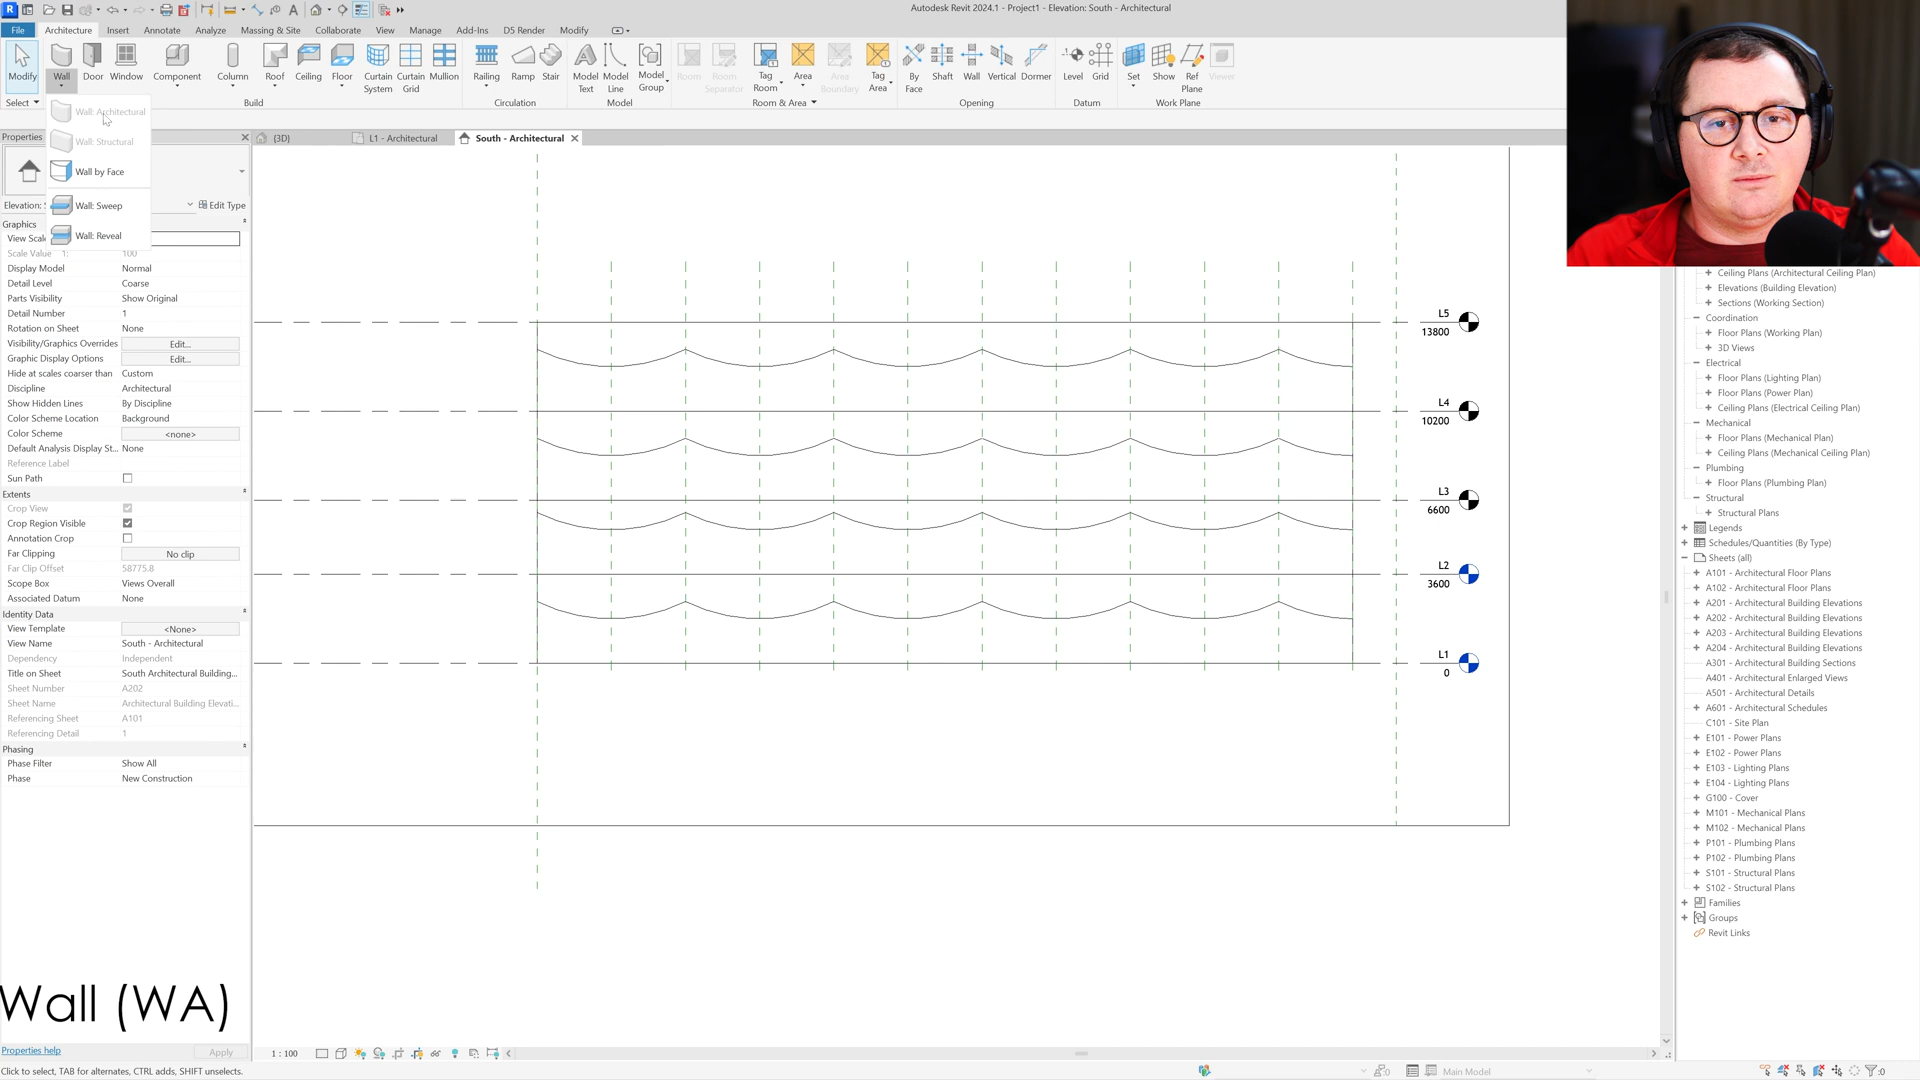 Autodesk Revit 2024.1 - Project1 - Elevation: South - Architectural
File Architecture Insert Annotate Analyze Massing & Site Collaborate View Manage Add-Ins D5 Render Modify
Modify Wall Door Window Component Column Roof Ceiling Floor Curtain System Curtain Grid Mullion Railing Ramp Stair Model Text Model Line Model Group Room Room Separator Tag Room Area Area Boundary Tag Area By Face Shaft Wall Vertical Dormer Level Grid Set Show Ref Plane Viewer
Select Build Circulation Model Room & Area Opening Datum Work Plane
Wall: Architectural
Wall: Structural
Wall by Face
Wall: Sweep
Wall: Reveal
Properties
{3D} L1 - Architectural South - Architectural
Elevation: Edit Type
Graphics
View Scal
Scale Value 1: 100
Display Model Normal
Detail Level Coarse
Parts Visibility Show Original
Detail Number 1
Rotation on Sheet None
Visibility/Graphics Overrides Edit...
Graphic Display Options Edit...
Hide at scales coarser than Custom
Discipline Architectural
Show Hidden Lines By Discipline
Color Scheme Location Background
Color Scheme <none>
Default Analysis Display St... None
Reference Label
Sun Path
Extents
Crop View
Crop Region Visible
Annotation Crop
Far Clipping No clip
Far Clip Offset 58775.8
Scope Box Views Overall
Associated Datum None
Identity Data
View Template <None>
View Name South - Architectural
Dependency Independent
Title on Sheet South Architectural Building...
Sheet Number A202
Sheet Name Architectural Building Elevati...
Referencing Sheet A101
Referencing Detail 1
Phasing
Phase Filter Show All
Phase New Construction
Wall (WA)
Properties help Apply
L5
13800
L4
10200
L3
6600
L2
3600
L1
0
Ceiling Plans (Architectural Ceiling Plan)
Elevations (Building Elevation)
Sections (Working Section)
Coordination
Floor Plans (Working Plan)
3D Views
Electrical
Floor Plans (Lighting Plan)
Floor Plans (Power Plan)
Ceiling Plans (Electrical Ceiling Plan)
Mechanical
Floor Plans (Mechanical Plan)
Ceiling Plans (Mechanical Ceiling Plan)
Plumbing
Floor Plans (Plumbing Plan)
Structural
Structural Plans
Legends
Schedules/Quantities (By Type)
Sheets (all)
A101 - Architectural Floor Plans
A102 - Architectural Floor Plans
A201 - Architectural Building Elevations
A202 - Architectural Building Elevations
A203 - Architectural Building Elevations
A204 - Architectural Building Elevations
A301 - Architectural Building Sections
A401 - Architectural Enlarged Views
A501 - Architectural Details
A601 - Architectural Schedules
C101 - Site Plan
E101 - Power Plans
E102 - Power Plans
E103 - Lighting Plans
E104 - Lighting Plans
G100 - Cover
M101 - Mechanical Plans
M102 - Mechanical Plans
P101 - Plumbing Plans
P102 - Plumbing Plans
S101 - Structural Plans
S102 - Structural Plans
Families
Groups
Revit Links
1 : 100
Click to select, TAB for alternates, CTRL adds, SHIFT unselects.
:0 Main Model :0